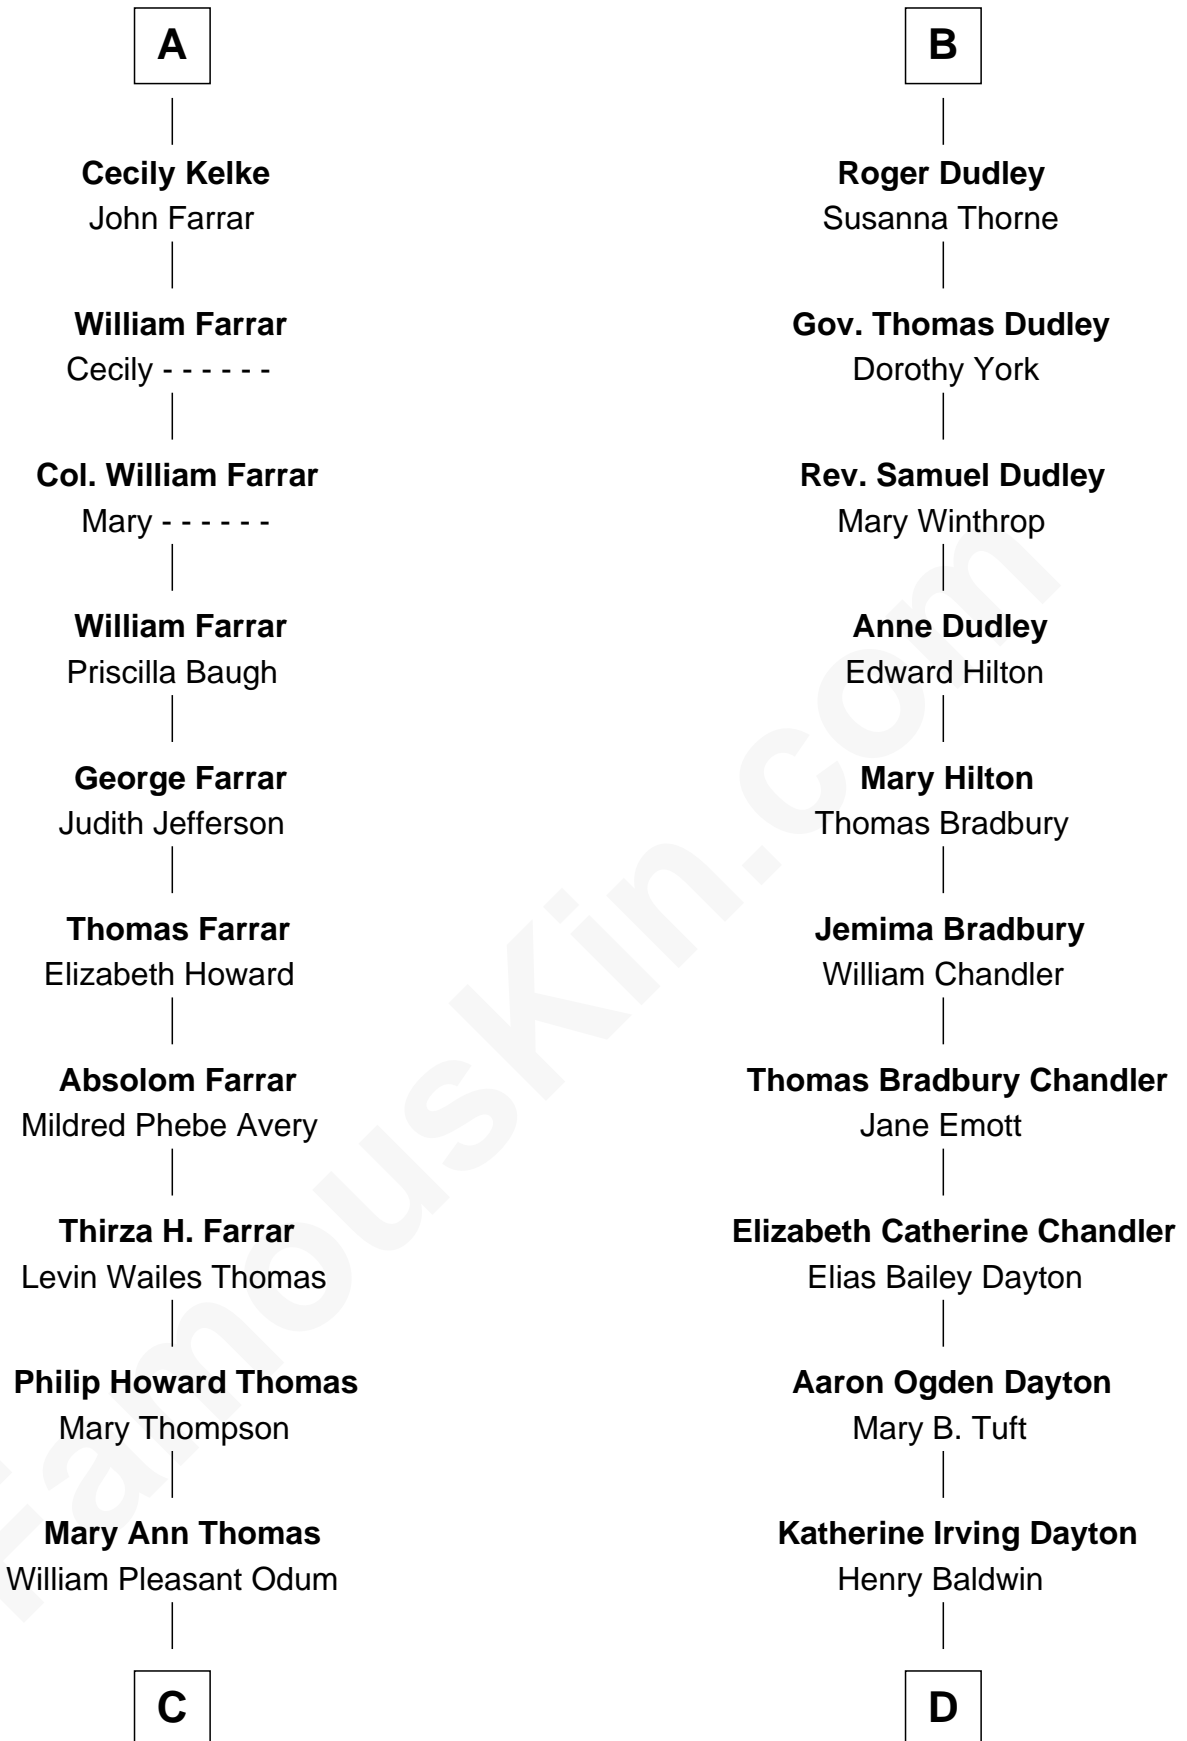 A
Cecily Kelke
John Farrar
William Farrar
Cecily - - - - - -
Col. William Farrar
Mary - - - - - -
William Farrar
Priscilla Baugh
George Farrar
Judith Jefferson
Thomas Farrar
Elizabeth Howard
Absolom Farrar
Mildred Phebe Avery
Thirza H. Farrar
Levin Wailes Thomas
Philip Howard Thomas
Mary Thompson
Mary Ann Thomas
William Pleasant Odum
C
B
Roger Dudley
Susanna Thorne
Gov. Thomas Dudley
Dorothy York
Rev. Samuel Dudley
Mary Winthrop
Anne Dudley
Edward Hilton
Mary Hilton
Thomas Bradbury
Jemima Bradbury
William Chandler
Thomas Bradbury Chandler
Jane Emott
Elizabeth Catherine Chandler
Elias Bailey Dayton
Aaron Ogden Dayton
Mary B. Tuft
Katherine Irving Dayton
Henry Baldwin
D
FamousKin.com